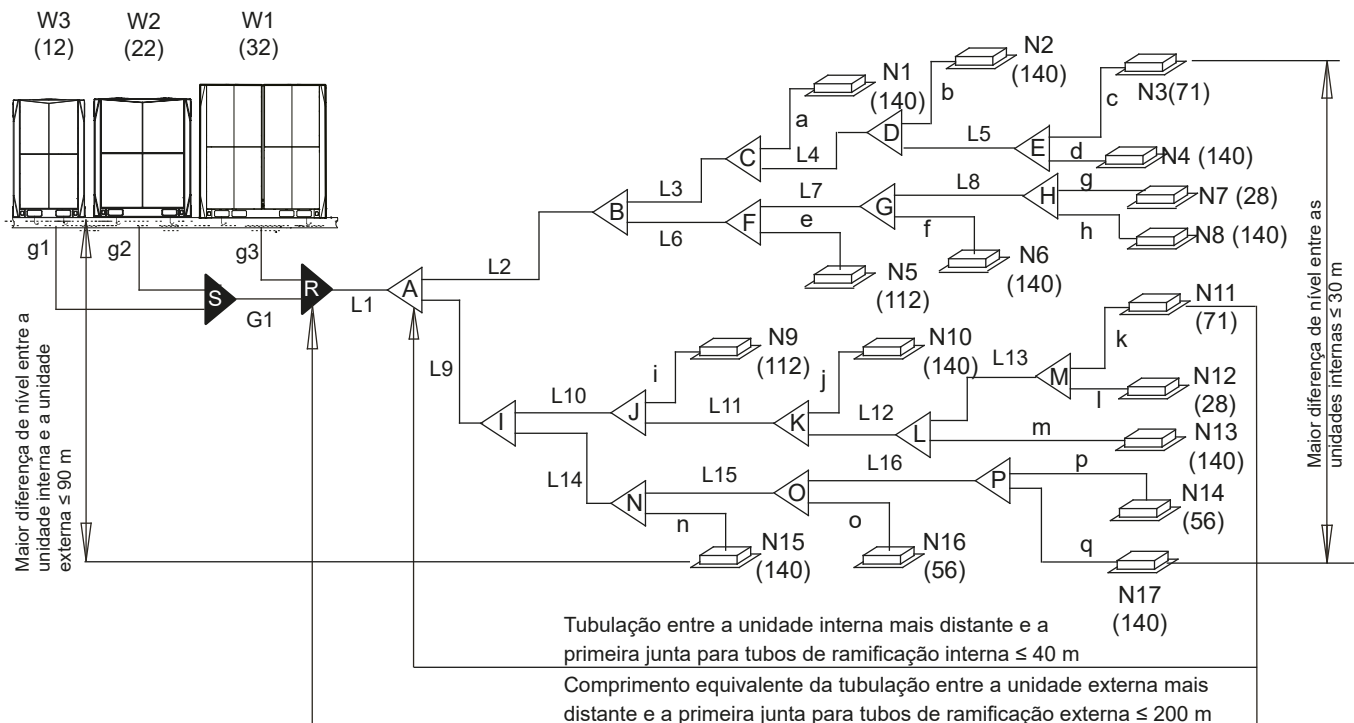 W3
(12)
W2
(22)
W1
(32)
g1
g2
g3
S
G1
R
L1
A
L2
L9
B
L3
L6
C
a
N1
(140)
L4
D
b
N2
(140)
L5
E
c
N3(71)
d
N4 (140)
F
L7
e
N5
(112)
G
L8
f
N6
(140)
H
g
N7 (28)
h
N8 (140)
I
L10
L14
J
i
N9
(112)
L11
K
j
N10
(140)
L12
L
L13
M
k
N11
(71)
l
N12
(28)
m
N13
(140)
N
L15
n
N15
(140)
O
L16
o
N16
(56)
P
p
N14
(56)
q
N17
(140)
Maior diferença de nível entre a
unidade interna e a unidade
externa ≤ 90 m
Maior diferença de nível entre as
unidades internas ≤ 30 m
Tubulação entre a unidade interna mais distante e a
primeira junta para tubos de ramificação interna ≤ 40 m
Comprimento equivalente da tubulação entre a unidade externa mais
distante e a primeira junta para tubos de ramificação externa ≤ 200 m